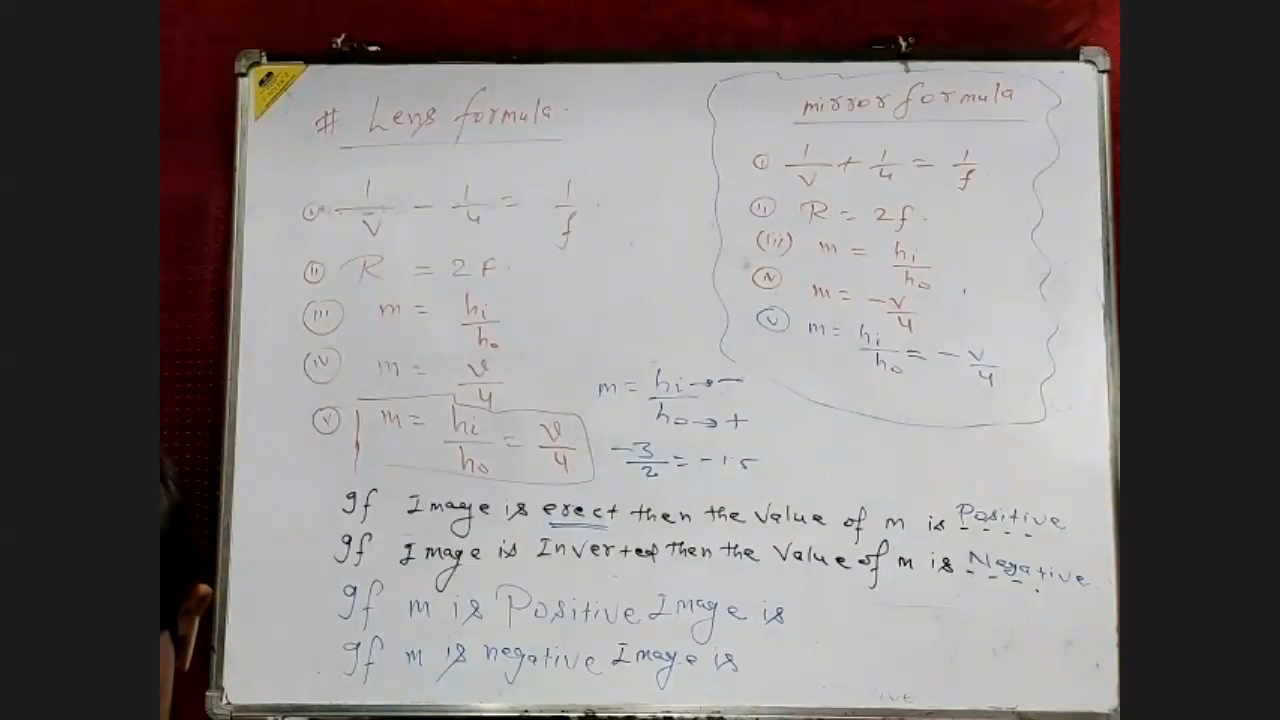 # Lens formula.
(i) 1/v - 1/u = 1/f
(ii) R = 2f.
(iii) m = hi/ho
(iv) m = v/u
(v) m = hi/ho = v/u
mirror formula
(i) 1/v + 1/u = 1/f
(ii) R = 2f.
(iii) m = hi/ho
(iv) m = -v/u
(v) m = hi/ho = -v/u
m = hi→-/ho→+
-3/2 = -1.5
If Image is erect then the value of m is Positive
If Image is Inverted then the Value of m is Negative
If m is Positive Image is
If m is negative Image is